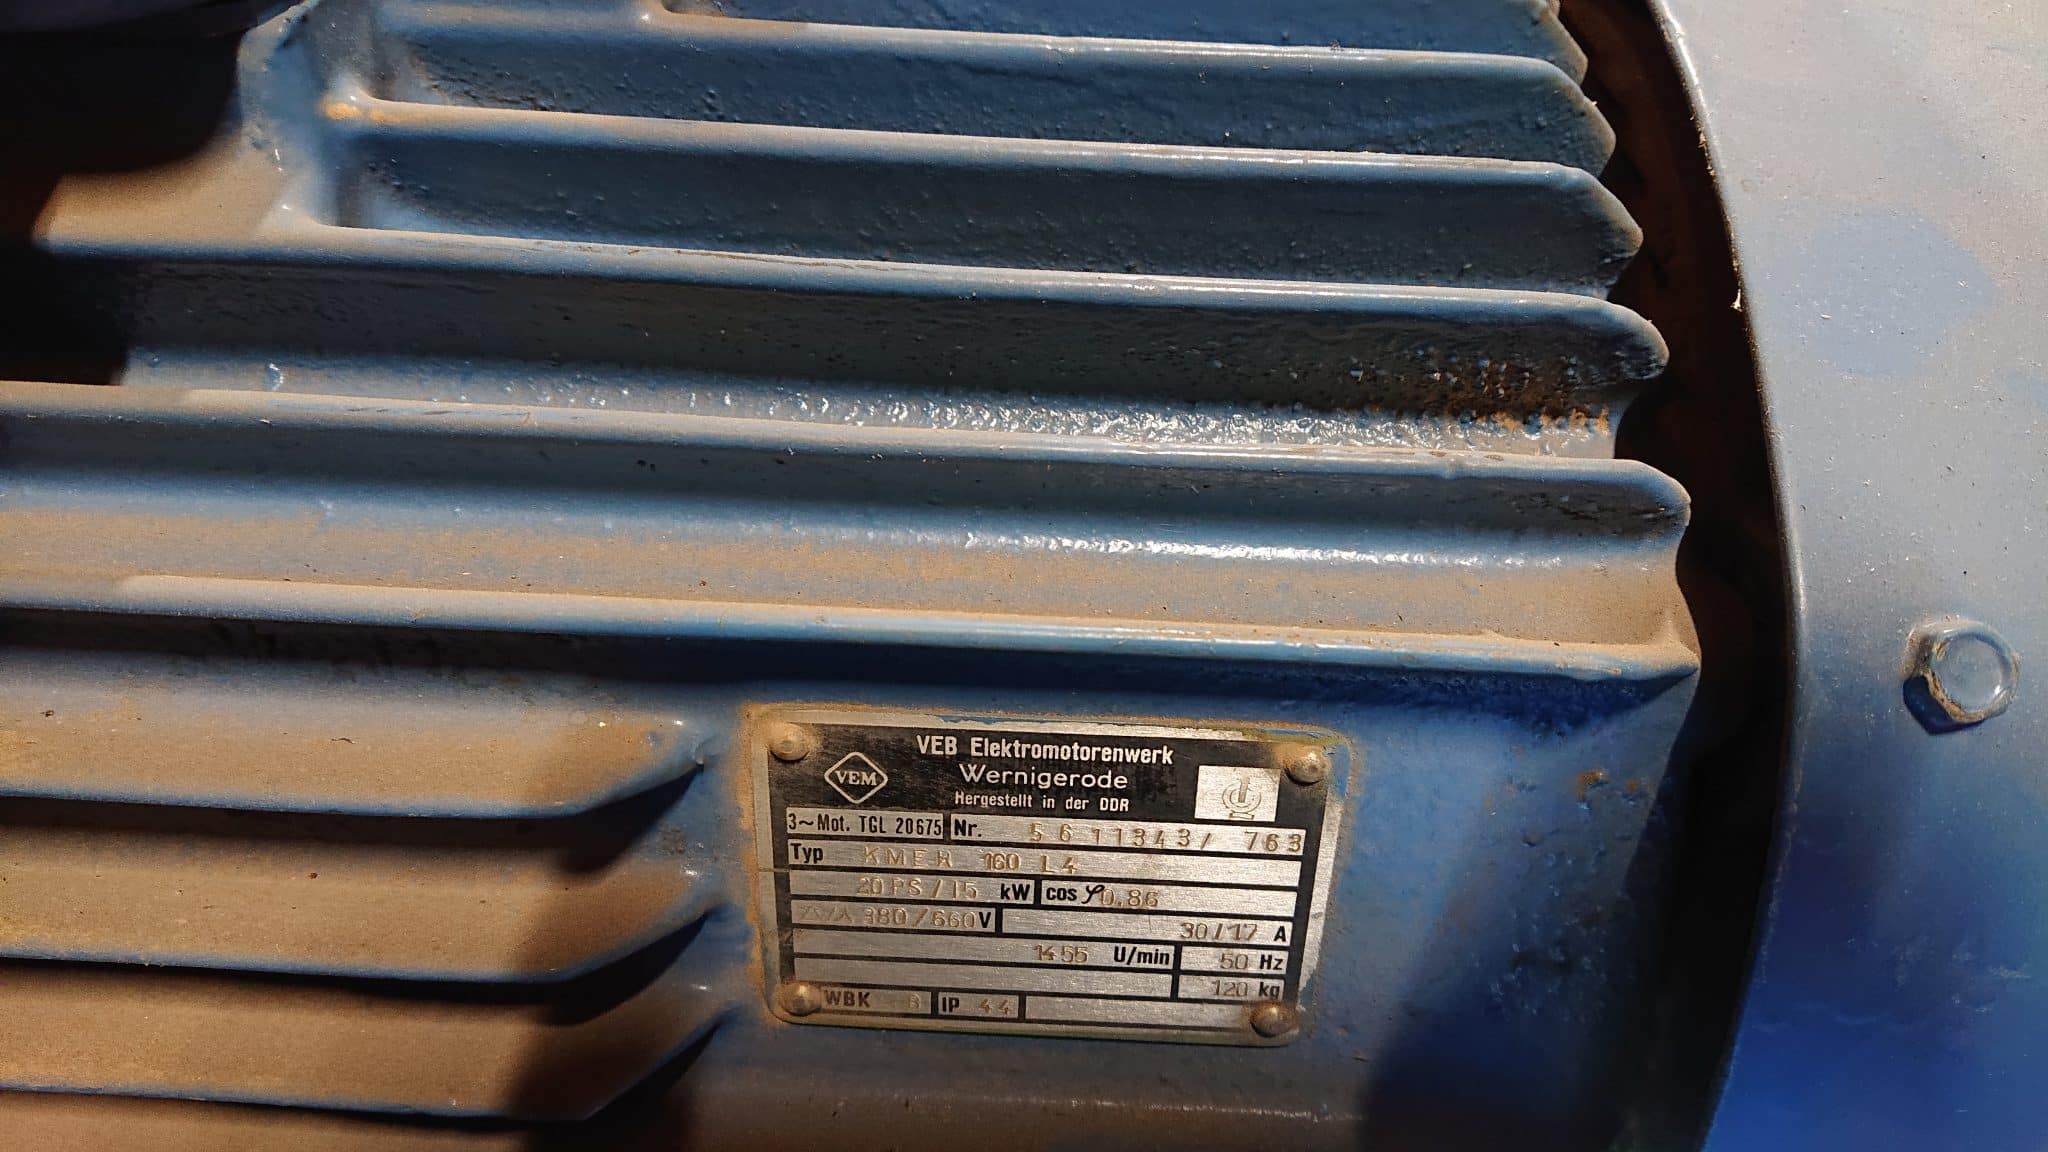 VEM
VEB Elektromotorenwerk
Wernigerode
Hergestellt in der DDR
3~Mot. TGL 20675 Nr. 56 113437 763
Typ KMER 160 L4
20 PS/15 kW cos φ 0.86
380/660 V 30/17 A
1455 U/min 50 Hz
120 kg
WBK B IP 44